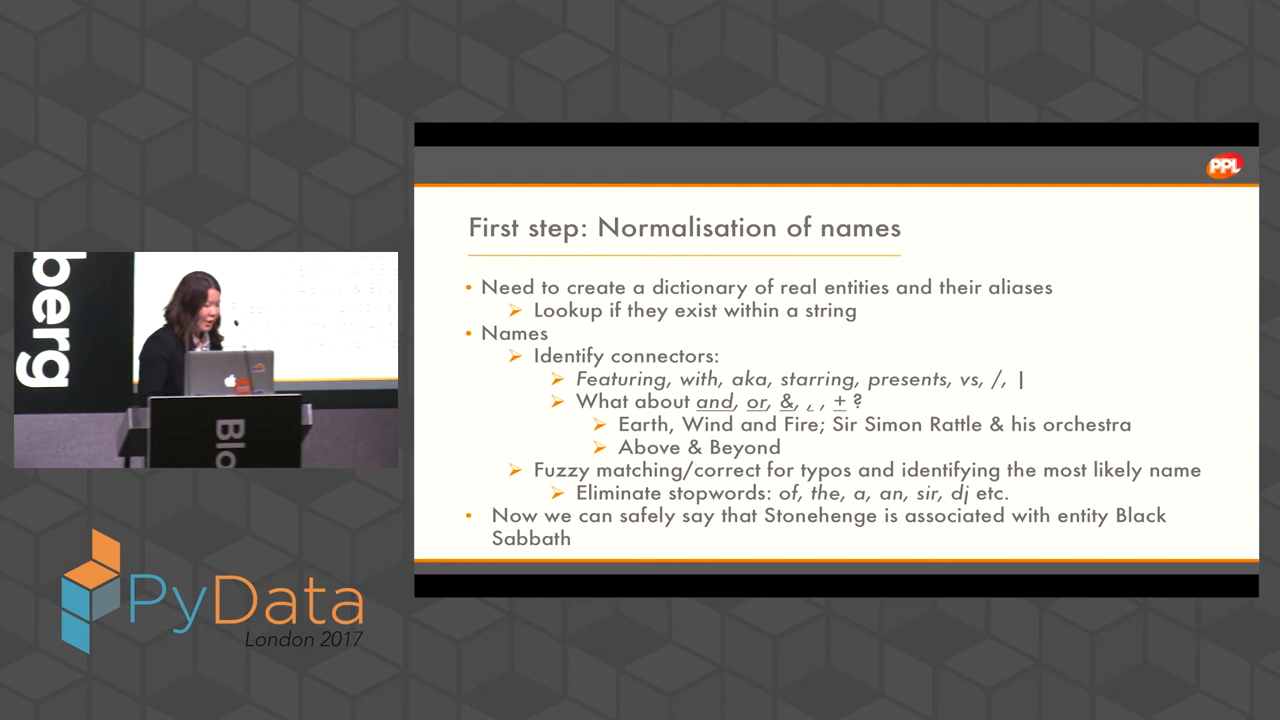 PPL
First step: Normalisation of names
• Need to create a dictionary of real entities and their aliases
➢ Lookup if they exist within a string
• Names
➢ Identify connectors:
➢ Featuring, with, aka, starring, presents, vs, /, |
➢ What about and, or, &, , , + ?
➢ Earth, Wind and Fire; Sir Simon Rattle & his orchestra
➢ Above & Beyond
➢ Fuzzy matching/correct for typos and identifying the most likely name
➢ Eliminate stopwords: of, the, a, an, sir, dj etc.
• Now we can safely say that Stonehenge is associated with entity Black
Sabbath
berg
Blo
PyData
London 2017